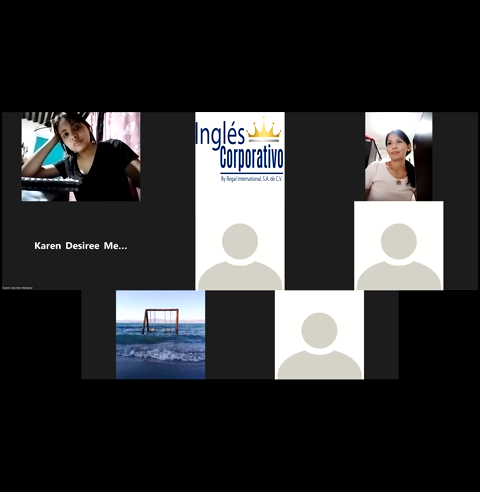 Inglés
Corporativo
By Regal International, S.A. de C.V.
Karen Desiree Me...